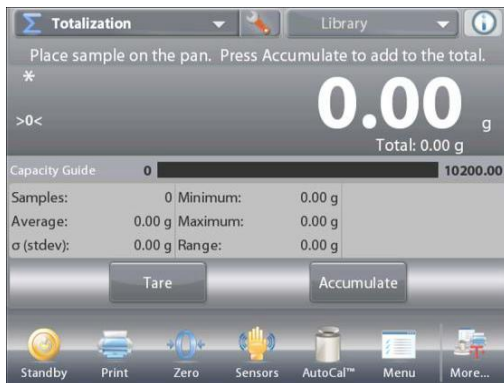 Σ Totalization Library
Place sample on the pan. Press Accumulate to add to the total.
*
>0< 0.00 g
Total: 0.00 g
Capacity Guide 0 10200.00
Samples: 0 Minimum: 0.00 g
Average: 0.00 g Maximum: 0.00 g
σ (stdev): 0.00 g Range: 0.00 g
Tare Accumulate
Standby Print Zero Sensors AutoCal™ Menu More...